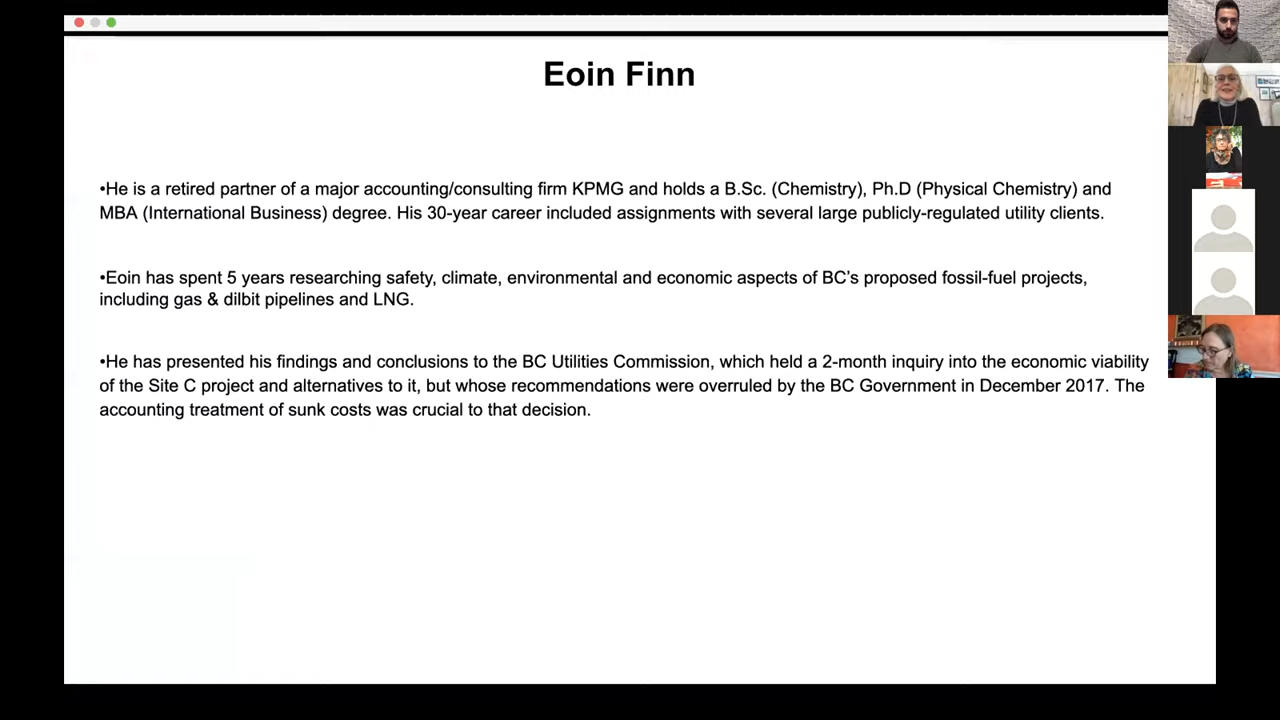 Eoin Finn
•He is a retired partner of a major accounting/consulting firm KPMG and holds a B.Sc. (Chemistry), Ph.D (Physical Chemistry) and
MBA (International Business) degree. His 30-year career included assignments with several large publicly-regulated utility clients.
•Eoin has spent 5 years researching safety, climate, environmental and economic aspects of BC’s proposed fossil-fuel projects,
including gas & dilbit pipelines and LNG.
•He has presented his findings and conclusions to the BC Utilities Commission, which held a 2-month inquiry into the economic viability
of the Site C project and alternatives to it, but whose recommendations were overruled by the BC Government in December 2017. The
accounting treatment of sunk costs was crucial to that decision.